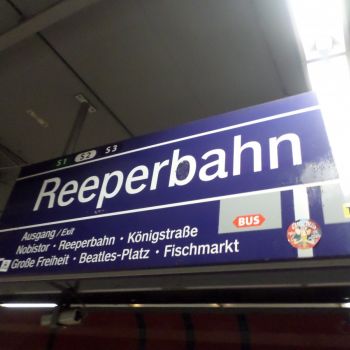 S1 S2 S3
Reeperbahn
Ausgang/Exit
Nobistor · Reeperbahn · Königstraße
Große Freiheit · Beatles-Platz · Fischmarkt
BUS